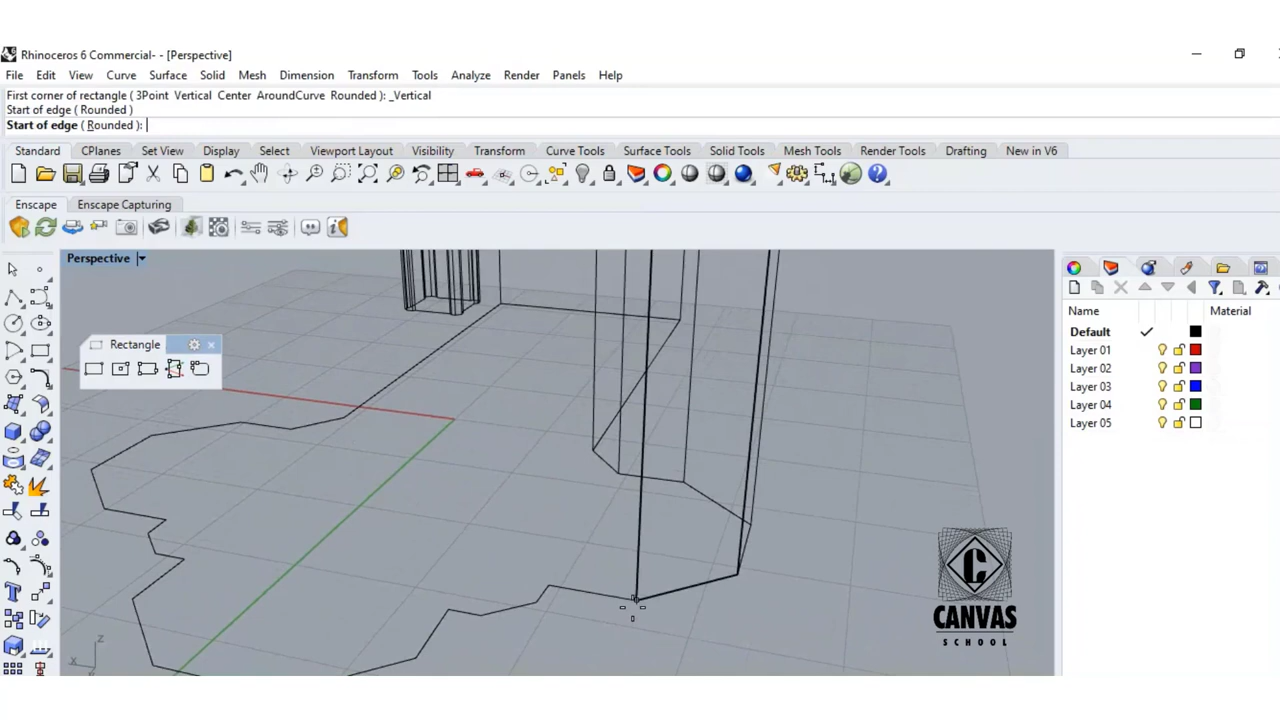 Rhinoceros 6 Commercial- - [Perspective]
File Edit View Curve Surface Solid Mesh Dimension Transform Tools Analyze Render Panels Help
First corner of rectangle ( 3Point Vertical Center AroundCurve Rounded ): _Vertical
Start of edge ( Rounded )
Start of edge ( Rounded ):
Standard CPlanes Set View Display Select Viewport Layout Visibility Transform Curve Tools Surface Tools Solid Tools Mesh Tools Render Tools Drafting New in V6
Enscape Enscape Capturing
Perspective
Name Material
Default
Layer 01
Layer 02
Layer 03
Layer 04
Layer 05
Rectangle
z
x
C
CANVAS
SCHOOL